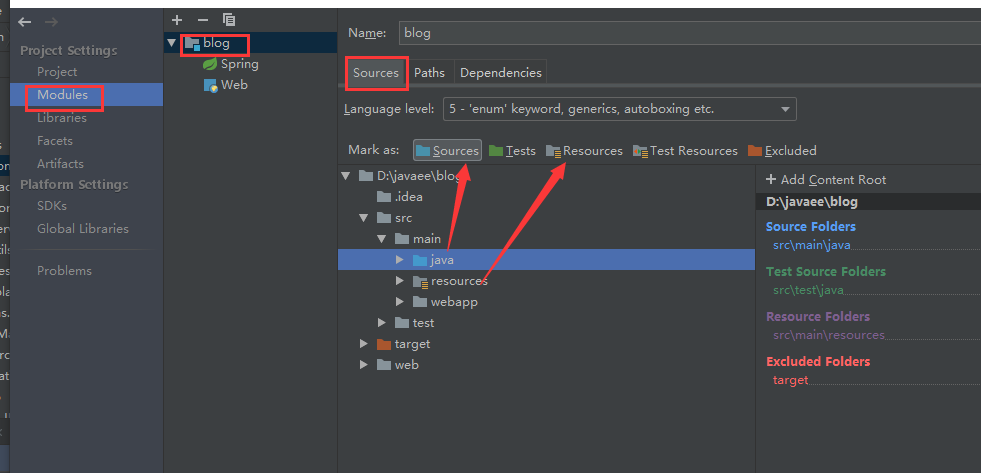 Project Settings
Project
Modules
Libraries
Facets
Artifacts
Platform Settings
SDKs
Global Libraries
Problems
blog
Spring
Web
Name: blog
Sources Paths Dependencies
Language level: 5 - 'enum' keyword, generics, autoboxing etc.
Mark as: Sources Tests Resources Test Resources Excluded
D:\javaee\blog
.idea
src
main
java
resources
webapp
test
target
web
Add Content Root
D:\javaee\blog
Source Folders
src\main\java
Test Source Folders
src\test\java
Resource Folders
src\main\resources
Excluded Folders
target